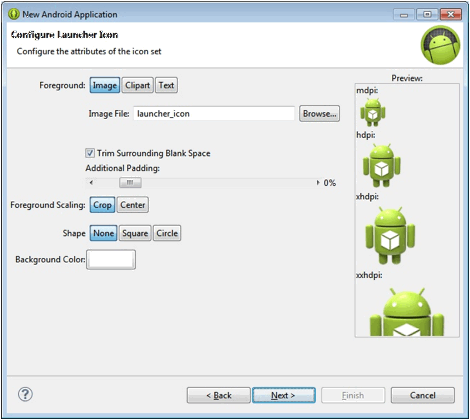 New Android Application
Configure Launcher Icon
Configure the attributes of the icon set
Foreground: Image Clipart Text
Image File: launcher_icon Browse...
Trim Surrounding Blank Space
Additional Padding:
0%
Foreground Scaling: Crop Center
Shape None Square Circle
Background Color:
Preview:
mdpi:
hdpi:
xhdpi:
xxhdpi:
? < Back Next > Finish Cancel